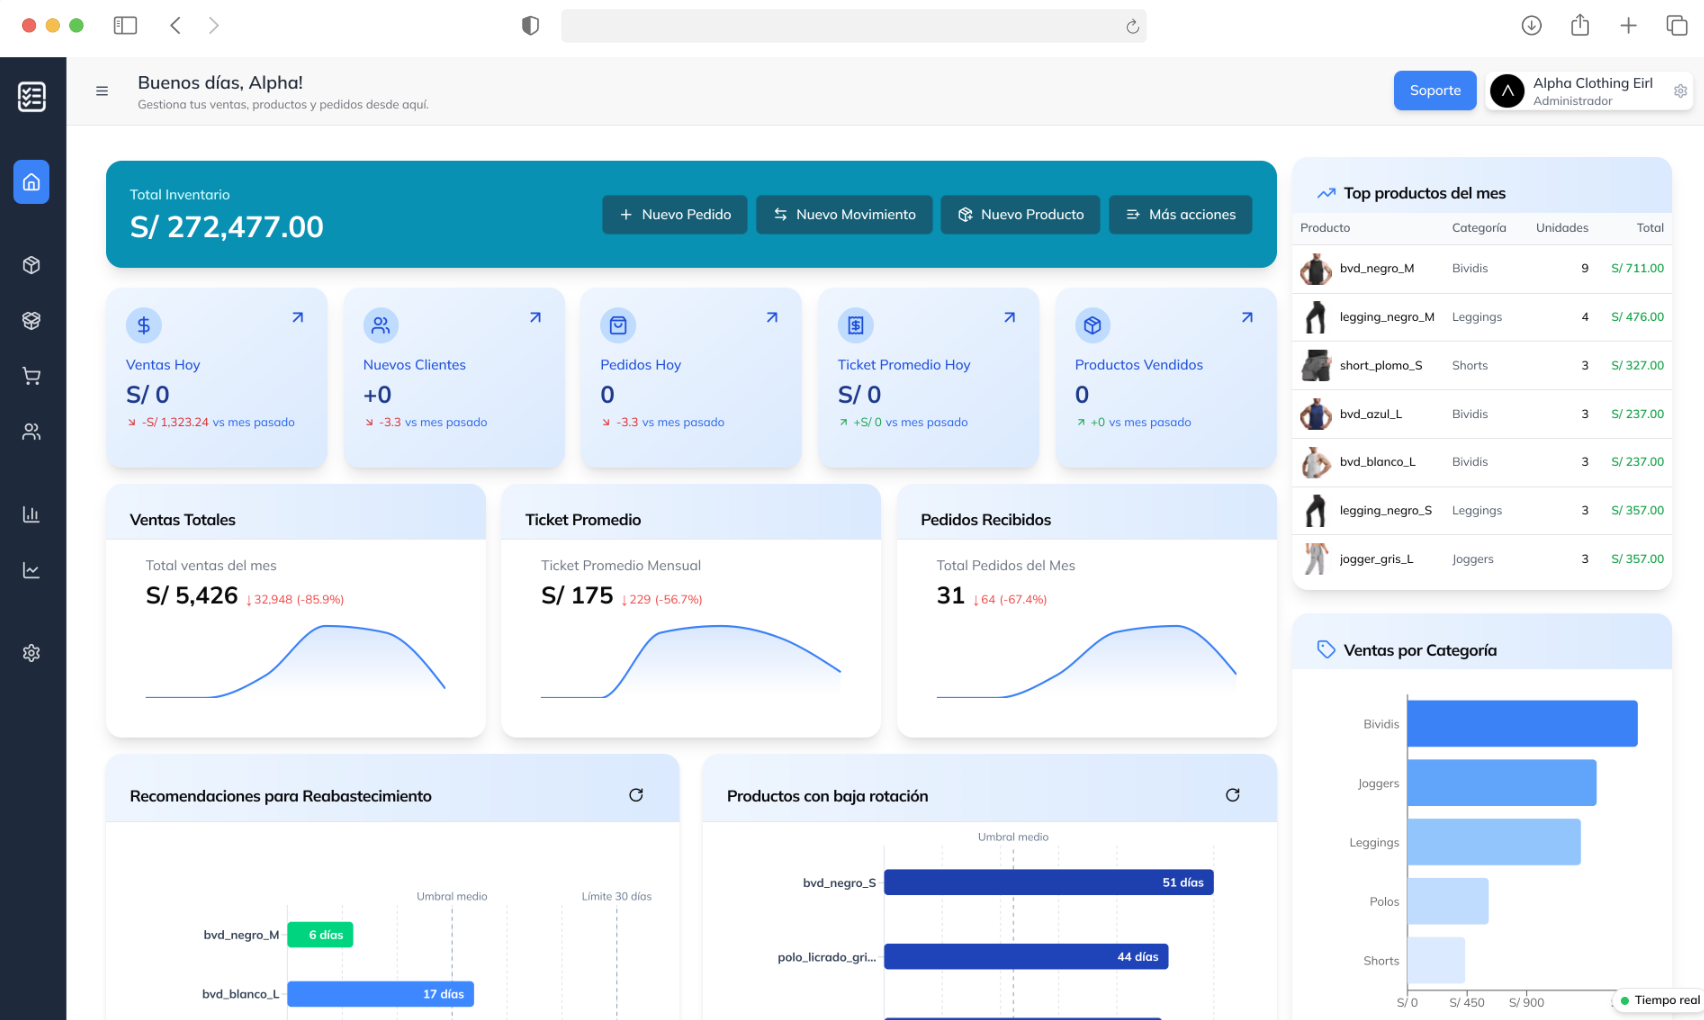 Buenos días, Alpha!
Gestiona tus ventas, productos y pedidos desde aquí.
Soporte
Alpha Clothing Eirl
Administrador
Total Inventario
S/ 272,477.00
Nuevo Pedido
Nuevo Movimiento
Nuevo Producto
Más acciones
Ventas Hoy
S/ 0
-S/ 1,323.24 vs mes pasado
Nuevos Clientes
+0
-3.3 vs mes pasado
Pedidos Hoy
0
-3.3 vs mes pasado
Ticket Promedio Hoy
S/ 0
+S/ 0 vs mes pasado
Productos Vendidos
0
+0 vs mes pasado
Ventas Totales
Total ventas del mes
S/ 5,426 ↓32,948 (-85.9%)
Ticket Promedio
Ticket Promedio Mensual
S/ 175 ↓229 (-56.7%)
Pedidos Recibidos
Total Pedidos del Mes
31 ↓64 (-67.4%)
Recomendaciones para Reabastecimiento
Umbral medio
Límite 30 días
bvd_negro_M
6 días
bvd_blanco_L
17 días
Productos con baja rotación
Umbral medio
bvd_negro_S
51 días
polo_licrado_gri...
44 días
Top productos del mes
Producto Categoría Unidades Total
bvd_negro_M Bividis 9 S/ 711.00
legging_negro_M Leggings 4 S/ 476.00
short_plomo_S Shorts 3 S/ 327.00
bvd_azul_L Bividis 3 S/ 237.00
bvd_blanco_L Bividis 3 S/ 237.00
legging_negro_S Leggings 3 S/ 357.00
jogger_gris_L Joggers 3 S/ 357.00
Ventas por Categoría
Bividis
Joggers
Leggings
Polos
Shorts
S/ 0 S/ 450 S/ 900
Tiempo real